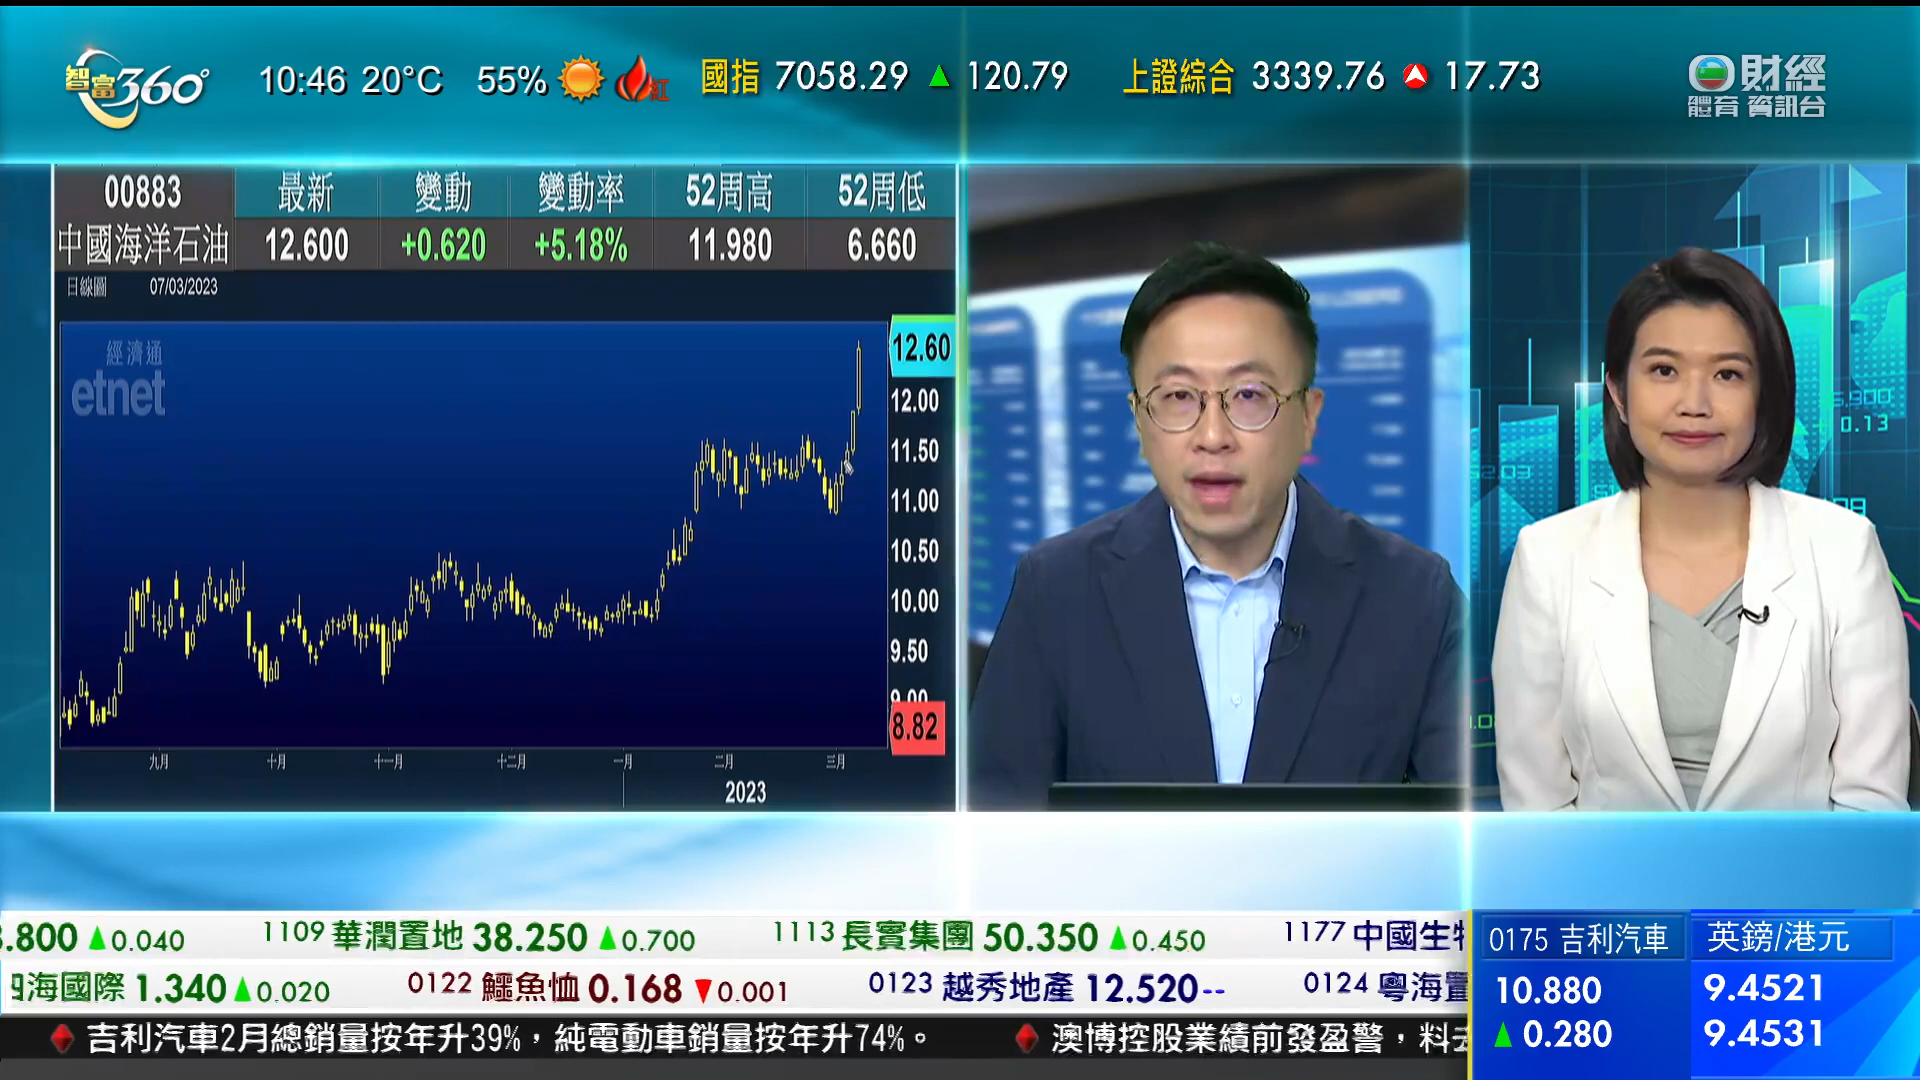 智富360°
10:46 20°C 55% 紅
國指 7058.29 ▲ 120.79
上證綜合 3339.76 17.73
財經
體育 資訊台
00883 最新 變動 變動率 52周高 52周低
中國海洋石油 12.600 +0.620 +5.18% 11.980 6.660
日線圖 07/03/2023
經濟通
etnet
12.60
12.00
11.50
11.00
10.50
10.00
9.50
9.00
8.82
九月 十月 十一月 十二月 一月 二月 三月
2023
0.13
.800 ▲0.040 1109 華潤置地 38.250 ▲0.700 1113 長實集團 50.350 ▲0.450 1177 中國生
海國際 1.340 ▲0.020 0122 鱷魚恤 0.168 ▼0.001 0123 越秀地產 12.520 -- 0124 粵海置
吉利汽車2月總銷量按年升39%，純電動車銷量按年升74%。 澳博控股業績前發盈警，料
0175 吉利汽車
10.880
▲ 0.280
英鎊/港元
9.4521
9.4531